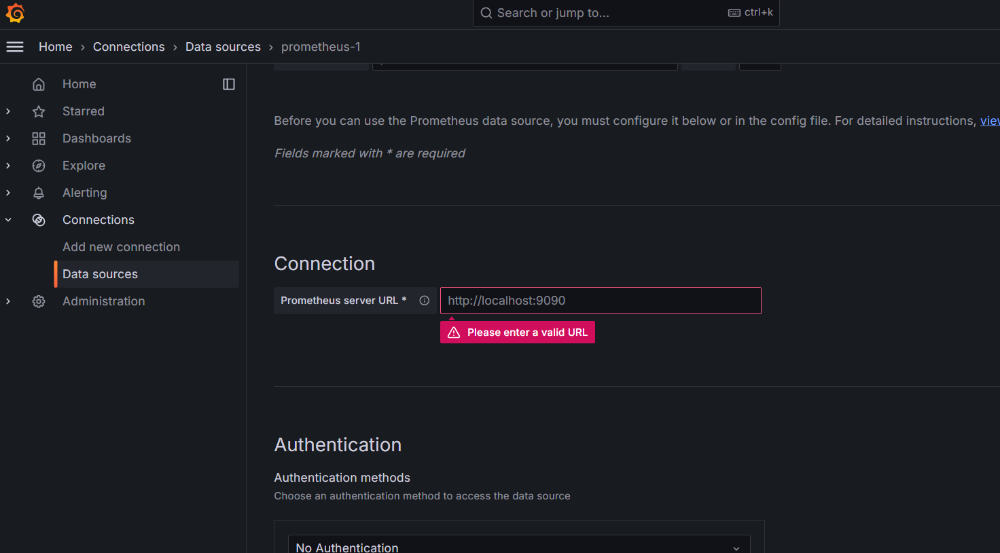 Search or jump to...
ctrl+k
Home › Connections › Data sources › prometheus-1
Home
Starred
Dashboards
Explore
Alerting
Connections
Add new connection
Data sources
Administration
Before you can use the Prometheus data source, you must configure it below or in the config file. For detailed instructions,
Fields marked with * are required
Connection
Prometheus server URL *
http://localhost:9090
Please enter a valid URL
Authentication
Authentication methods
Choose an authentication method to access the data source
No Authentication